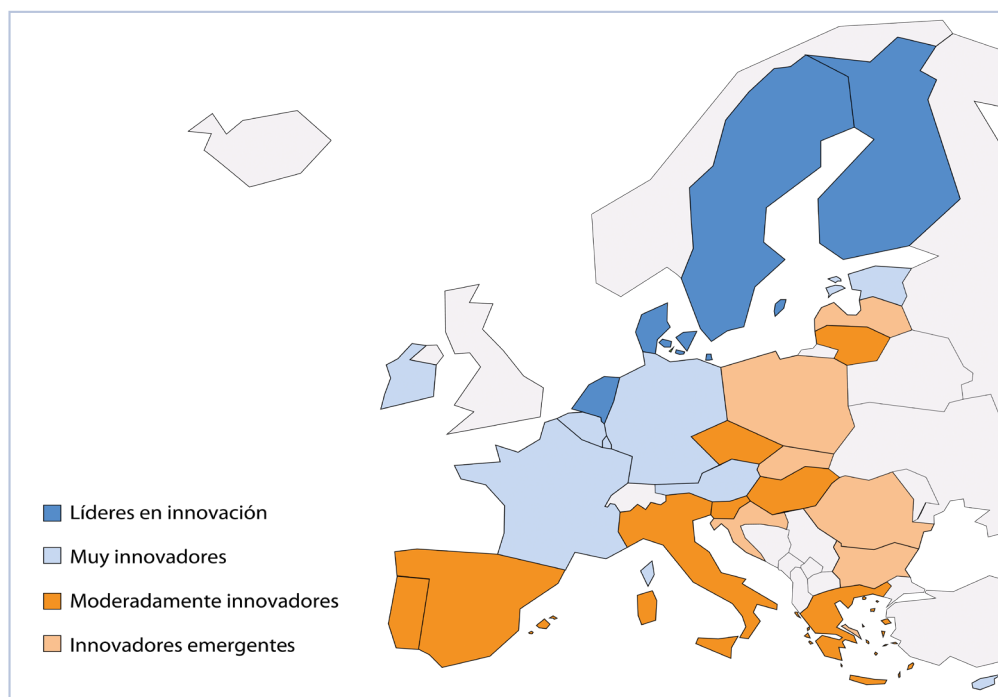 Líderes en innovación
Muy innovadores
Moderadamente innovadores
Innovadores emergentes